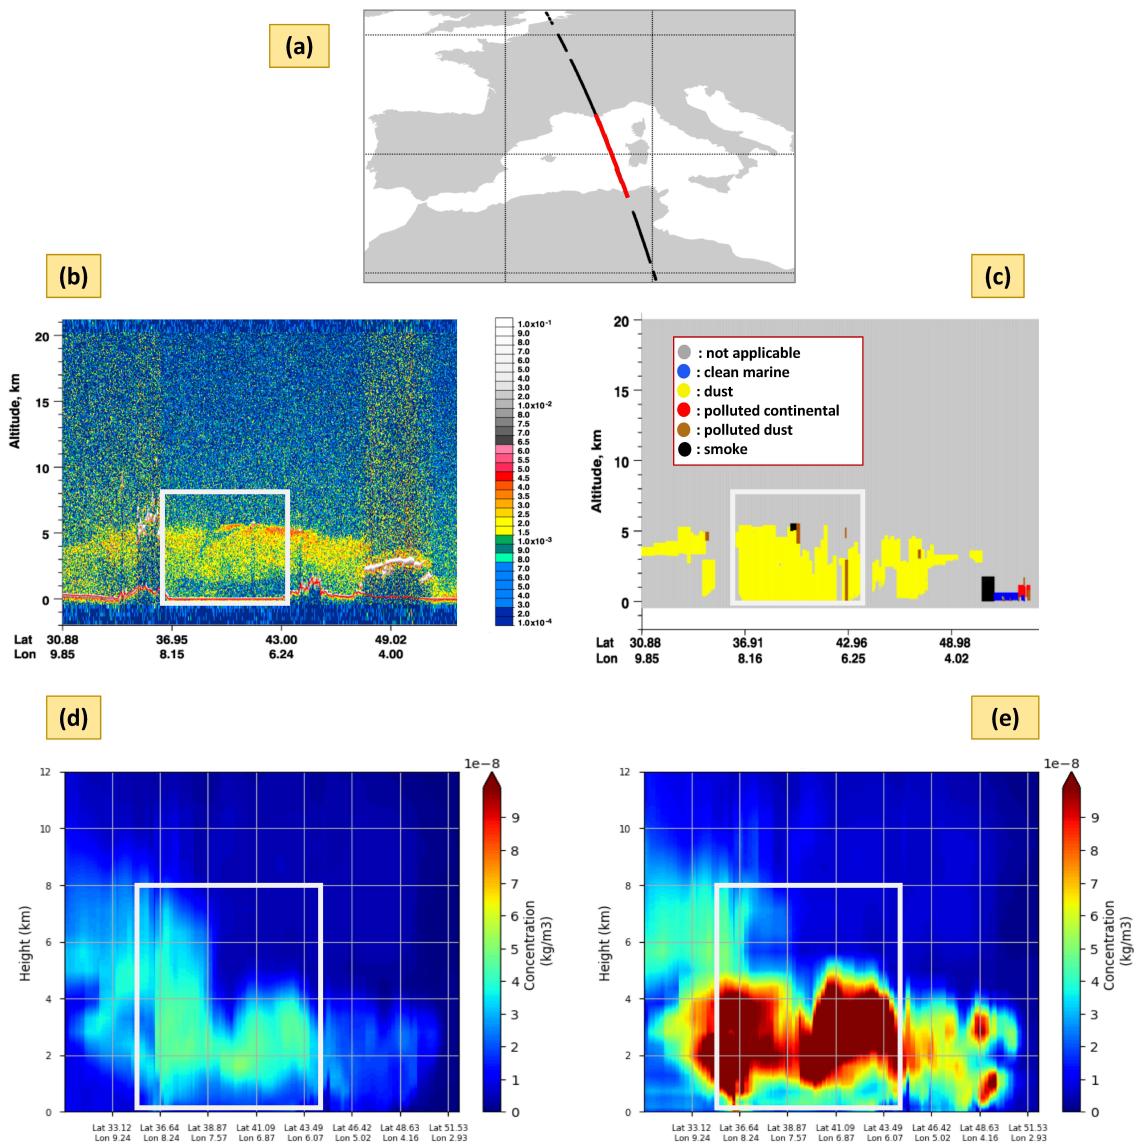 (a)
(b)
(c)
Altitude, km
20
15
10
5
0
Lat 30.88 36.95 43.00 49.02
Lon 9.85 8.15 6.24 4.00
1.0x10-1
9.0
8.0
7.0
6.0
5.0
4.0
3.0
2.0
1.0x10-2
8.0
7.5
7.0
6.5
6.0
5.5
5.0
4.5
4.0
3.5
3.0
2.5
2.0
1.5
1.0x10-3
9.0
8.0
7.0
6.0
5.0
4.0
3.0
2.0
1.0x10-4
Altitude, km
20
15
10
5
0
: not applicable
: clean marine
: dust
: polluted continental
: polluted dust
: smoke
Lat 30.88 36.91 42.96 48.98
Lon 9.85 8.16 6.25 4.02
(d)
(e)
Height (km)
12
10
8
6
4
2
0
Lat 33.12 Lat 36.64 Lat 38.87 Lat 41.09 Lat 43.49 Lat 46.42 Lat 48.63 Lat 51.53
Lon 9.24 Lon 8.24 Lon 7.57 Lon 6.87 Lon 6.07 Lon 5.02 Lon 4.16 Lon 2.93
1e−8
9
8
7
6
5
4
3
2
1
0
Concentration
(kg/m3)
Height (km)
12
10
8
6
4
2
0
Lat 33.12 Lat 36.64 Lat 38.87 Lat 41.09 Lat 43.49 Lat 46.42 Lat 48.63 Lat 51.53
Lon 9.24 Lon 8.24 Lon 7.57 Lon 6.87 Lon 6.07 Lon 5.02 Lon 4.16 Lon 2.93
1e−8
9
8
7
6
5
4
3
2
1
0
Concentration
(kg/m3)